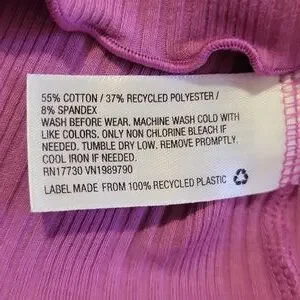 55% COTTON / 37% RECYCLED POLYESTER /
8% SPANDEX
WASH BEFORE WEAR. MACHINE WASH COLD WITH
LIKE COLORS. ONLY NON CHLORINE BLEACH IF
NEEDED. TUMBLE DRY LOW. REMOVE PROMPTLY.
COOL IRON IF NEEDED.
RN17730 VN1989790
LABEL MADE FROM 100% RECYCLED PLASTIC